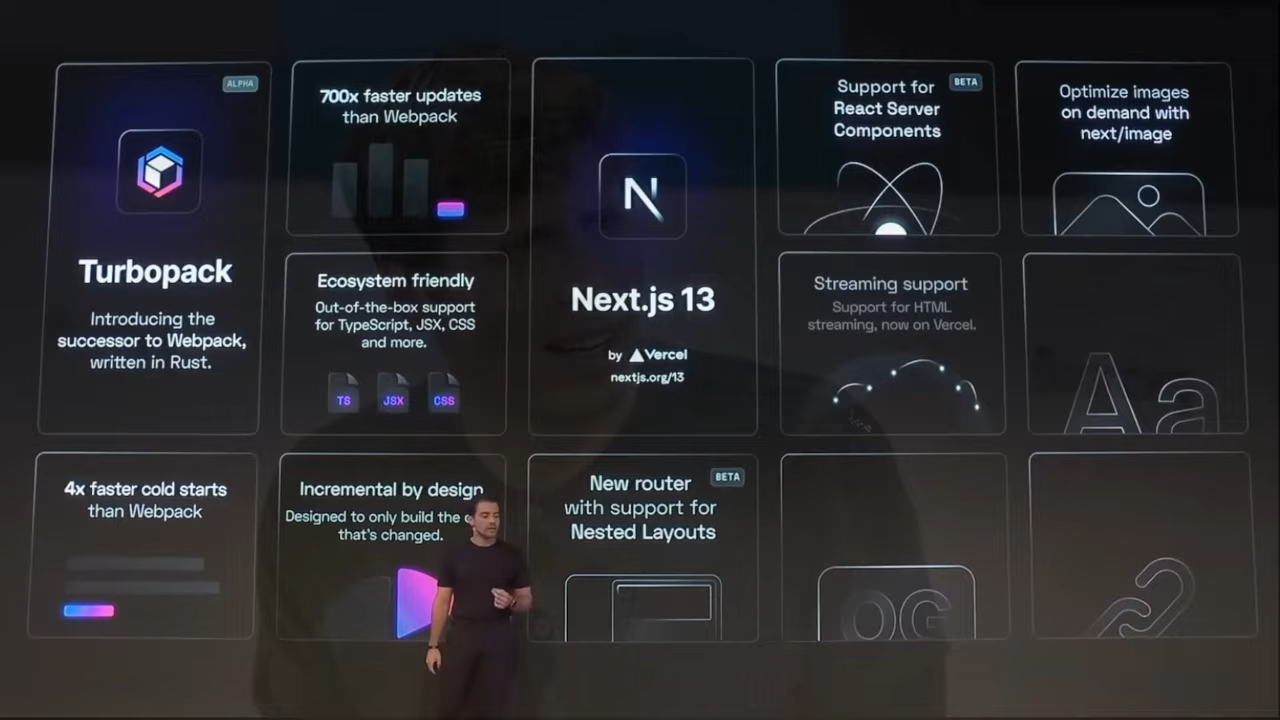 ALPHA
Turbopack
Introducing the
successor to Webpack,
written in Rust.
700x faster updates
than Webpack
Ecosystem friendly
Out-of-the-box support
for TypeScript, JSX, CSS
and more.
TS
JSX
CSS
Next.js 13
by Vercel
nextjs.org/13
Support for
BETA
React Server
Components
Optimize images
on demand with
next/image
Streaming support
Support for HTML
streaming, now on Vercel.
Aa
4x faster cold starts
than Webpack
Incremental by design
Designed to only build the
that's changed.
New router
BETA
with support for
Nested Layouts
OG